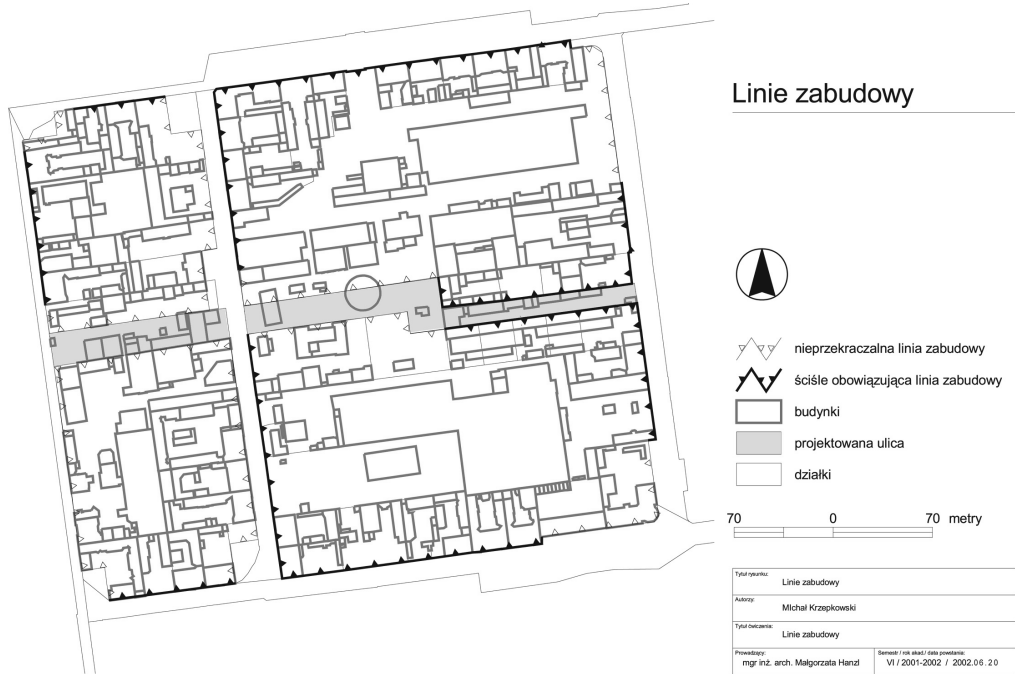 Linie zabudowy
nieprzekraczalna linia zabudowy
ściśle obowiązująca linia zabudowy
budynki
projektowana ulica
działki
70 0 70 metry
Tytuł rysunku:
Linie zabudowy
Autorzy:
MIchał Krzepkowski
Tytuł ćwiczenia:
Linie zabudowy
Prowadzący:
mgr inż. arch. Małgorzata Hanzl
Semestr / rok akad./ data powstania:
VI / 2001-2002 / 2002.06.20